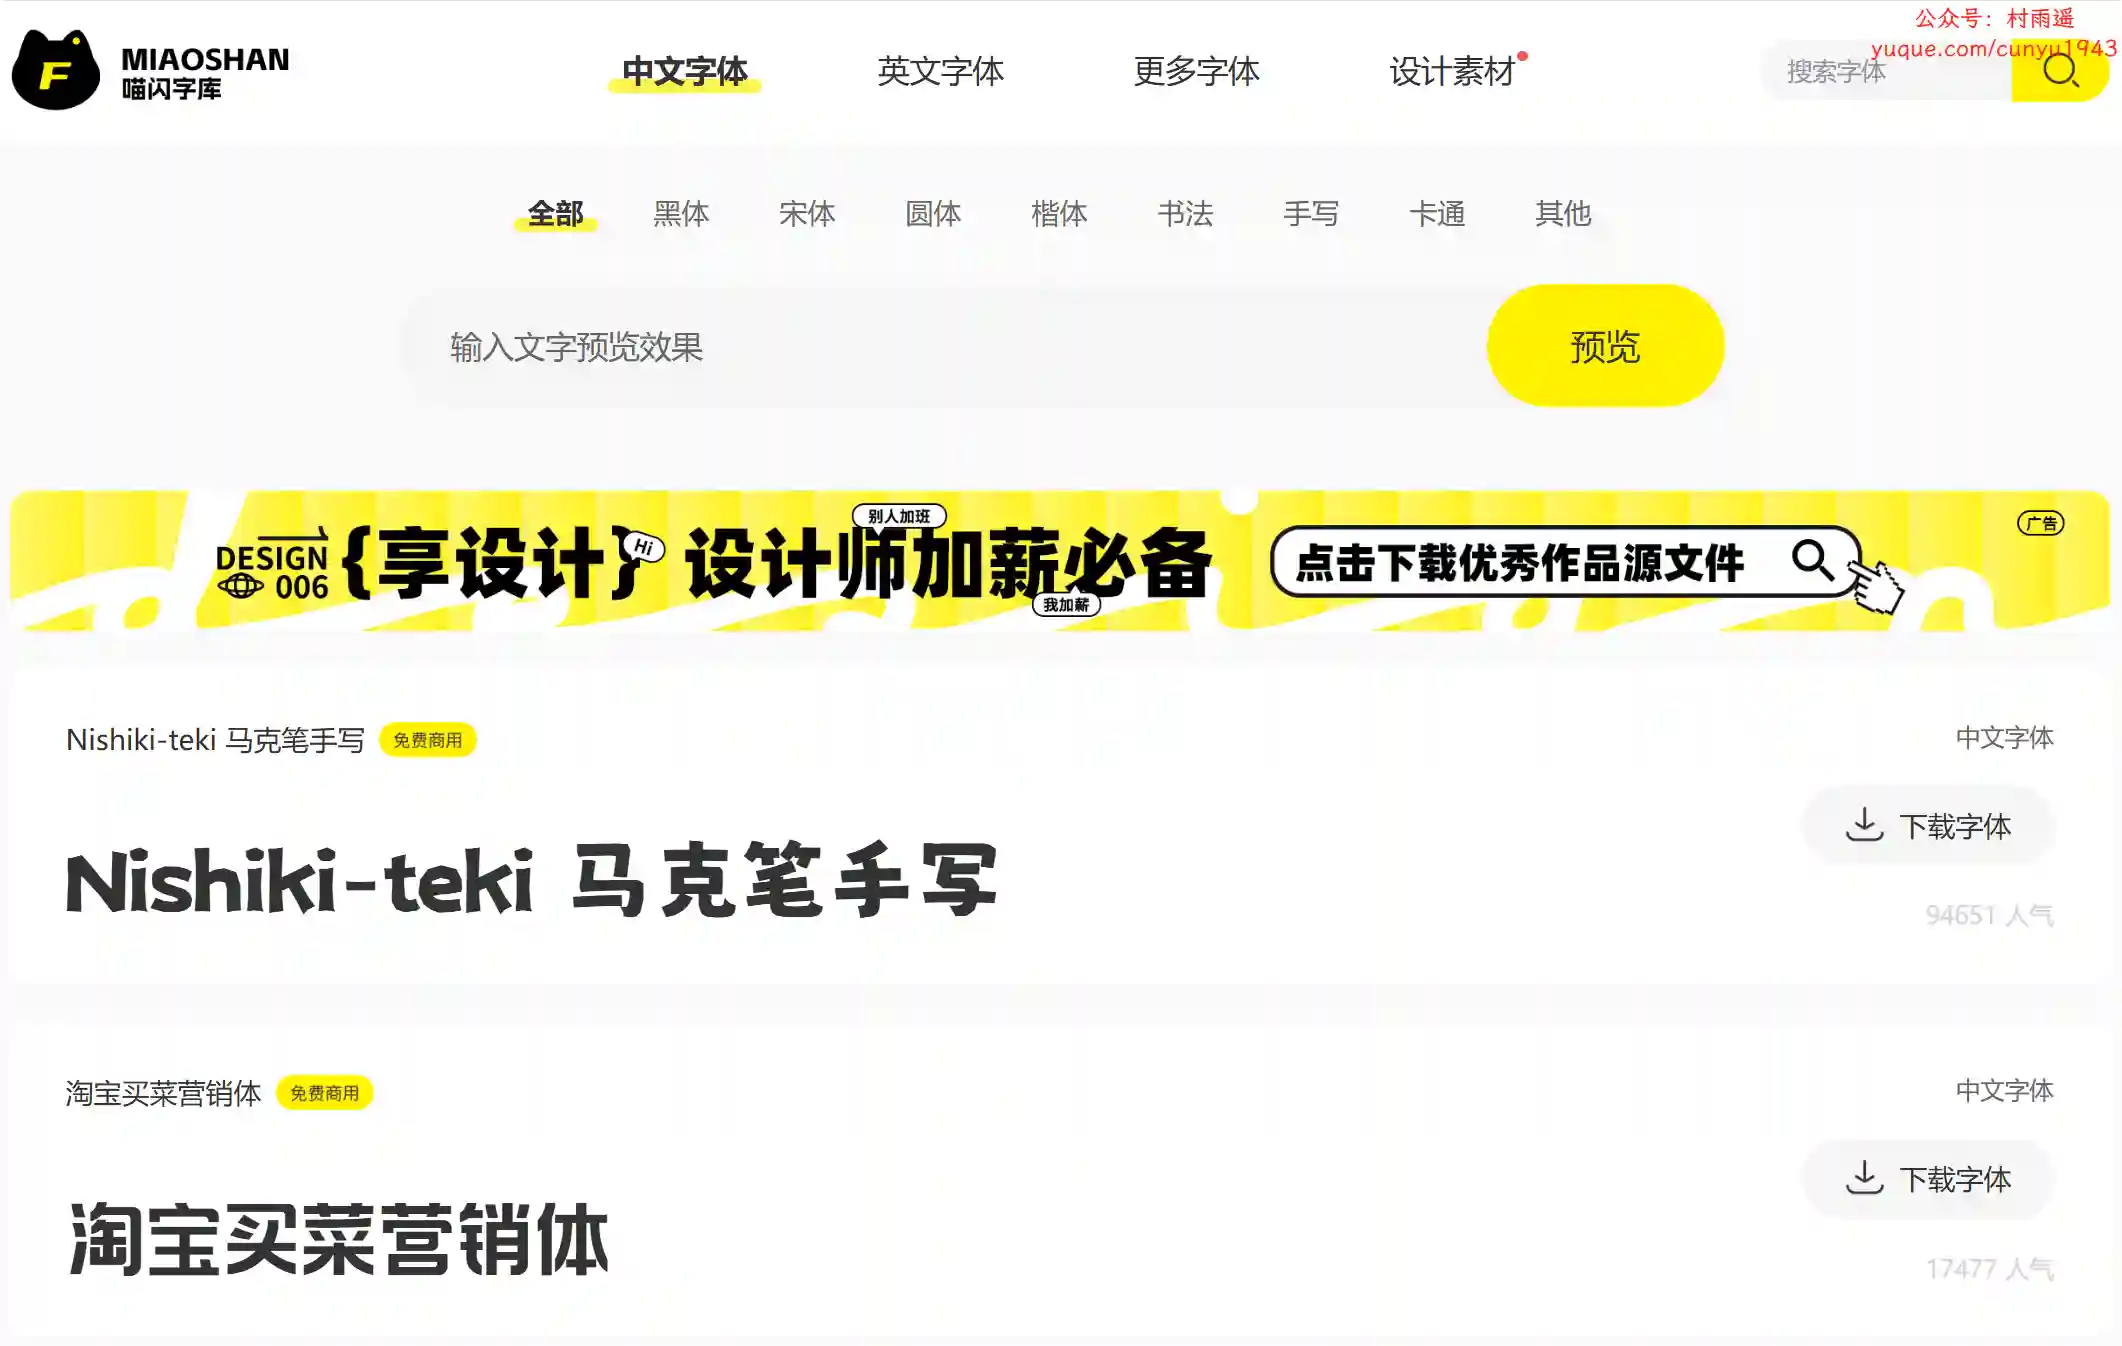 公众号：村雨遥
yuque.com/cunyu1943
F
MIAOSHAN
喵闪字库
中文字体
英文字体
更多字体
设计素材
搜索字体
全部
黑体
宋体
圆体
楷体
书法
手写
卡通
其他
输入文字预览效果
预览
DESIGN
006
{享设计}
Hi
设计师加薪必备
别人加班
我加薪
点击下载优秀作品源文件
广告
Nishiki-teki 马克笔手写
免费商用
中文字体
Nishiki-teki 马克笔手写
下载字体
94651 人气
淘宝买菜营销体
免费商用
中文字体
淘宝买菜营销体
下载字体
17477 人气